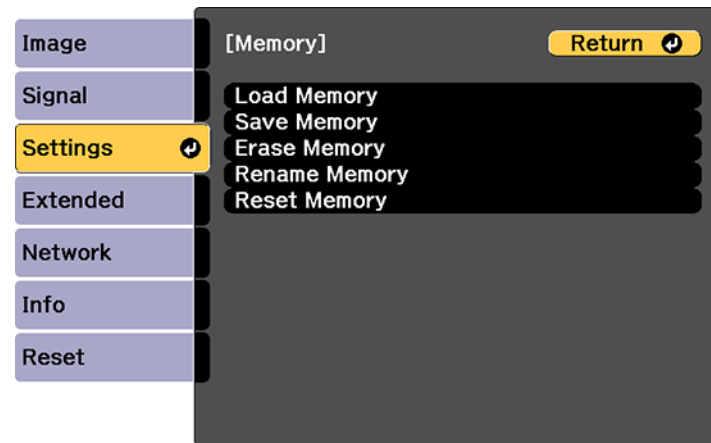 Image
Signal
Settings
Extended
Network
Info
Reset
[Memory]
Return
Load Memory
Save Memory
Erase Memory
Rename Memory
Reset Memory